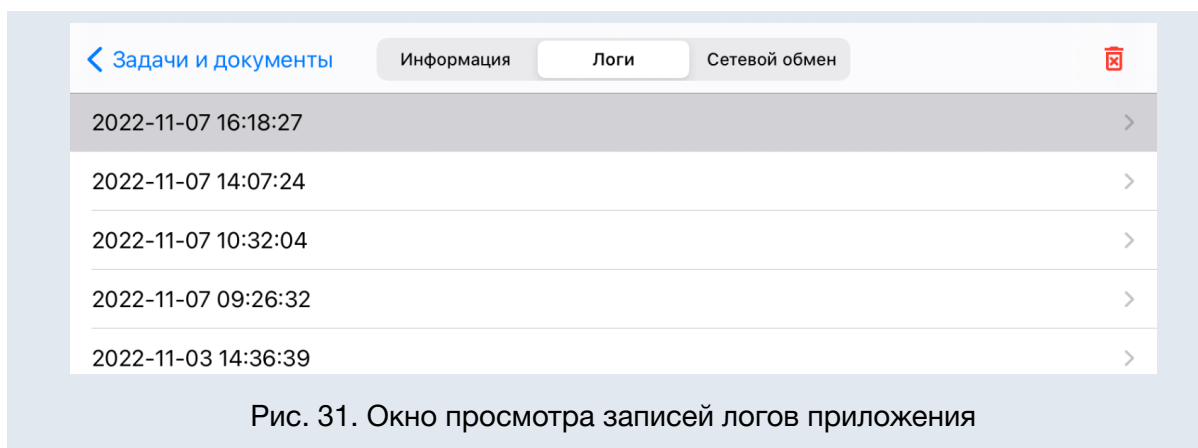 Задачи и документы Информация Логи Сетевой обмен
2022-11-07 16:18:27
2022-11-07 14:07:24
2022-11-07 10:32:04
2022-11-07 09:26:32
2022-11-03 14:36:39
Рис. 31. Окно просмотра записей логов приложения